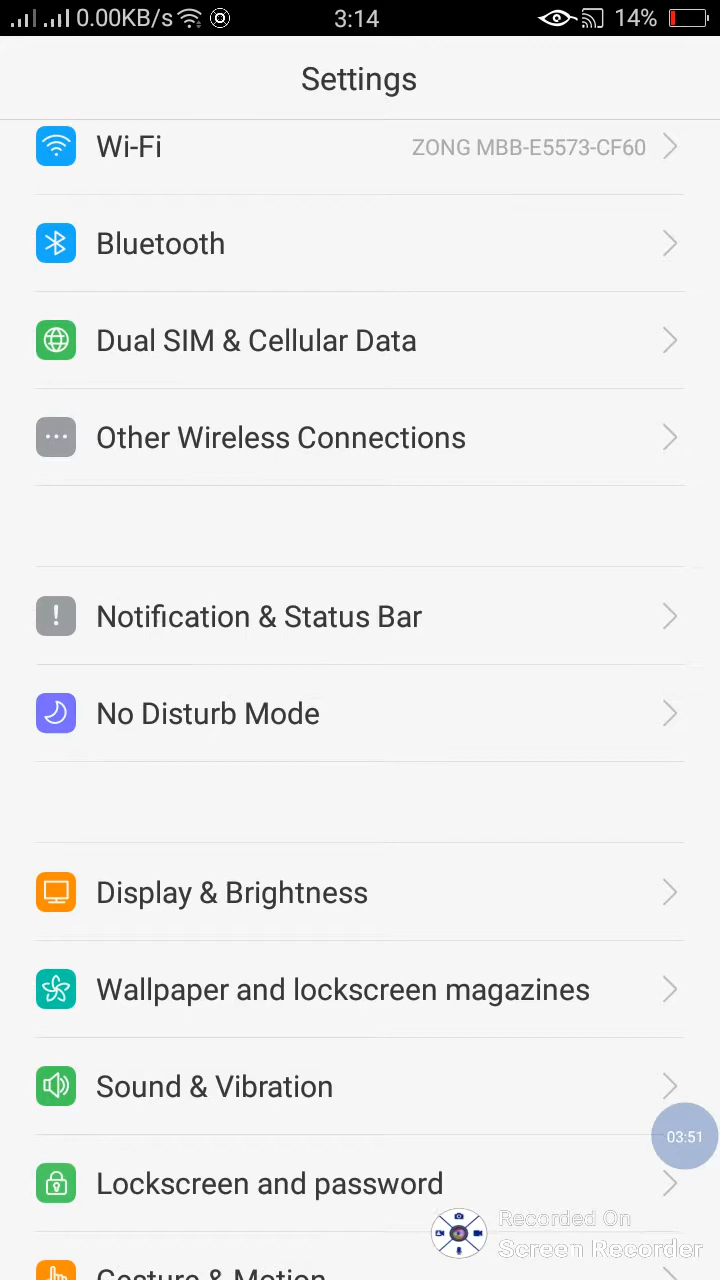 0.00KB/s 3:14 14%
Settings
Wi-Fi ZONG MBB-E5573-CF60
Bluetooth
Dual SIM & Cellular Data
Other Wireless Connections
Notification & Status Bar
No Disturb Mode
Display & Brightness
Wallpaper and lockscreen magazines
Sound & Vibration
03:51
Lockscreen and password
Recorded On
Screen Recorder
Gesture & Motion